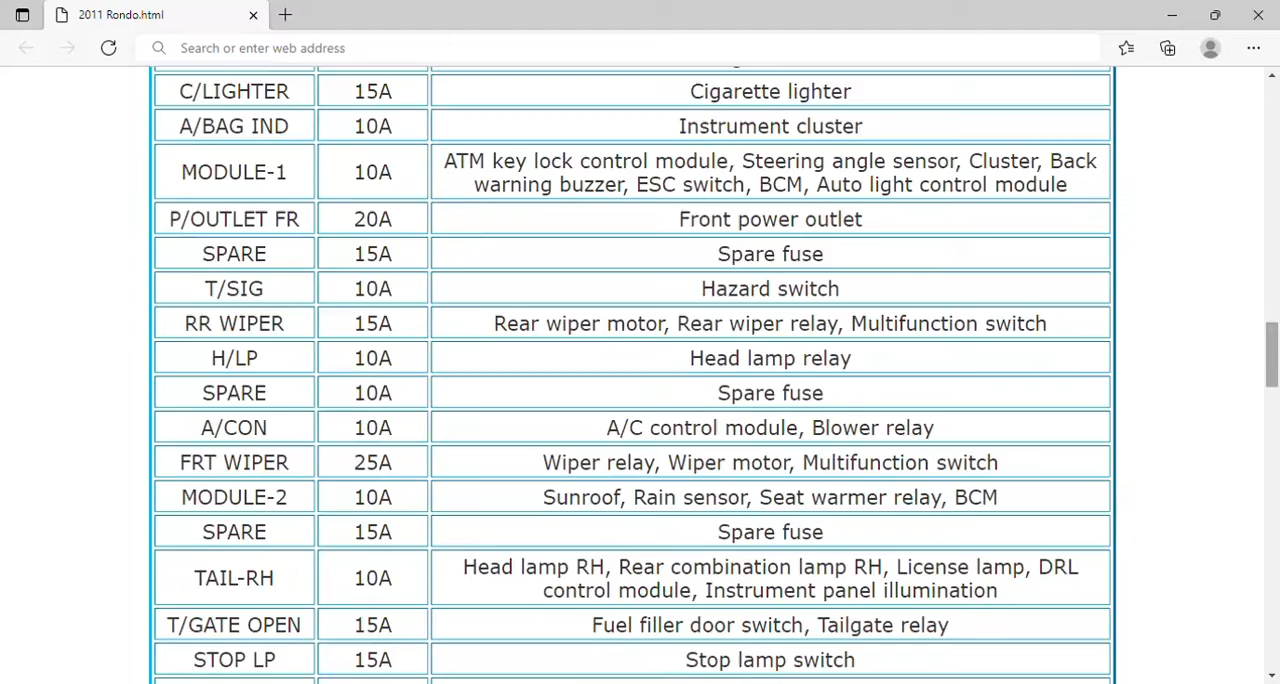 2011 Rondo.html
Search or enter web address
C/LIGHTER 15A Cigarette lighter
A/BAG IND 10A Instrument cluster
MODULE-1 10A ATM key lock control module, Steering angle sensor, Cluster, Back
warning buzzer, ESC switch, BCM, Auto light control module
P/OUTLET FR 20A Front power outlet
SPARE 15A Spare fuse
T/SIG 10A Hazard switch
RR WIPER 15A Rear wiper motor, Rear wiper relay, Multifunction switch
H/LP 10A Head lamp relay
SPARE 10A Spare fuse
A/CON 10A A/C control module, Blower relay
FRT WIPER 25A Wiper relay, Wiper motor, Multifunction switch
MODULE-2 10A Sunroof, Rain sensor, Seat warmer relay, BCM
SPARE 15A Spare fuse
TAIL-RH 10A Head lamp RH, Rear combination lamp RH, License lamp, DRL
control module, Instrument panel illumination
T/GATE OPEN 15A Fuel filler door switch, Tailgate relay
STOP LP 15A Stop lamp switch